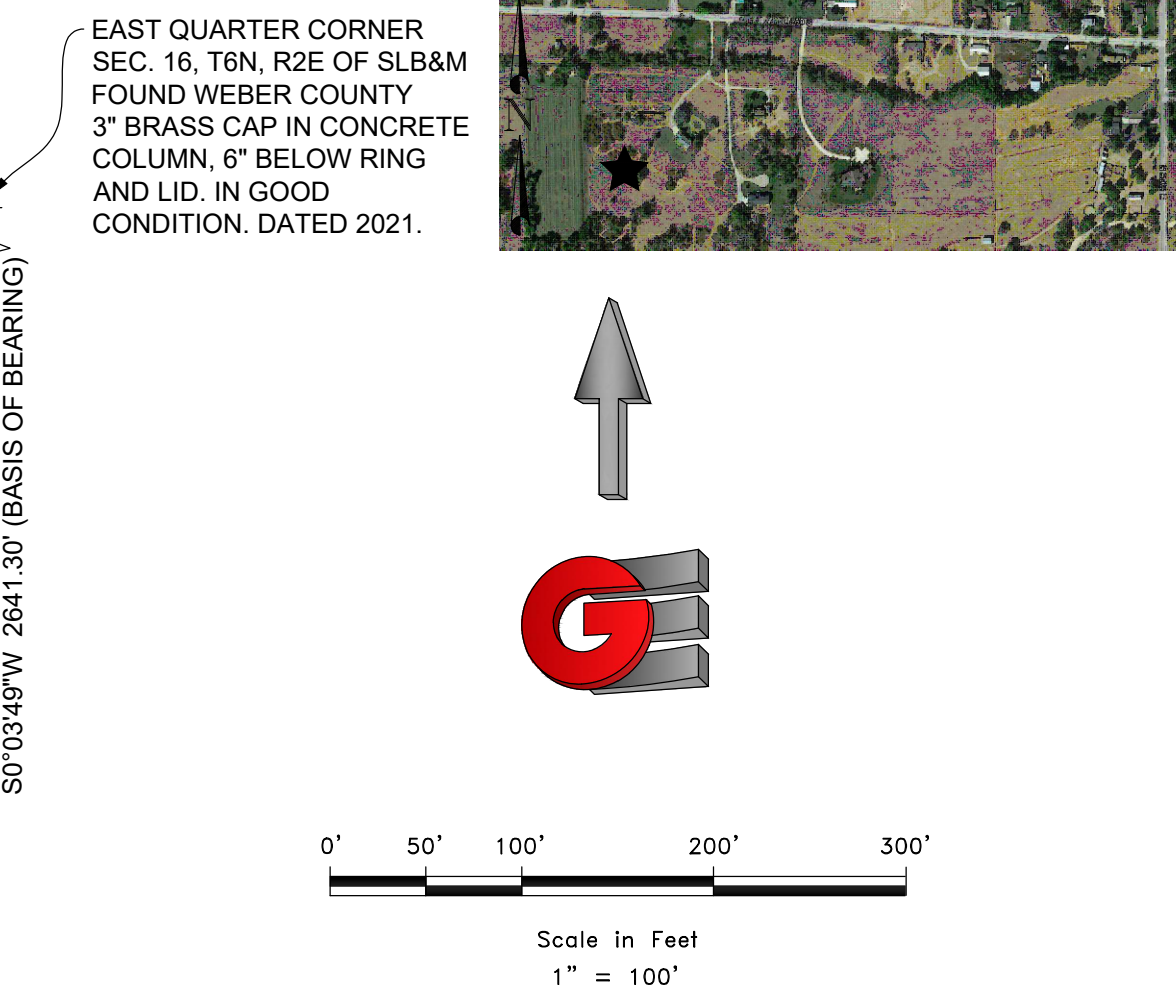 EAST QUARTER CORNER
SEC. 16, T6N, R2E OF SLB&M
FOUND WEBER COUNTY
3" BRASS CAP IN CONCRETE
COLUMN, 6" BELOW RING
AND LID. IN GOOD
CONDITION. DATED 2021.
S0°03'49"W 2641.30' (BASIS OF BEARING)
N
GE
0' 50' 100' 200' 300'
Scale in Feet
1" = 100'